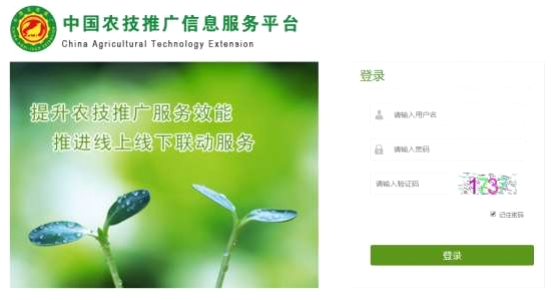 中国农技推广信息服务平台
China Agricultural Technology Extension
提升农技推广服务效能
推进线上线下联动服务
登录
请输入用户名
请输入密码
请输入验证码
1737
记住密码
登录